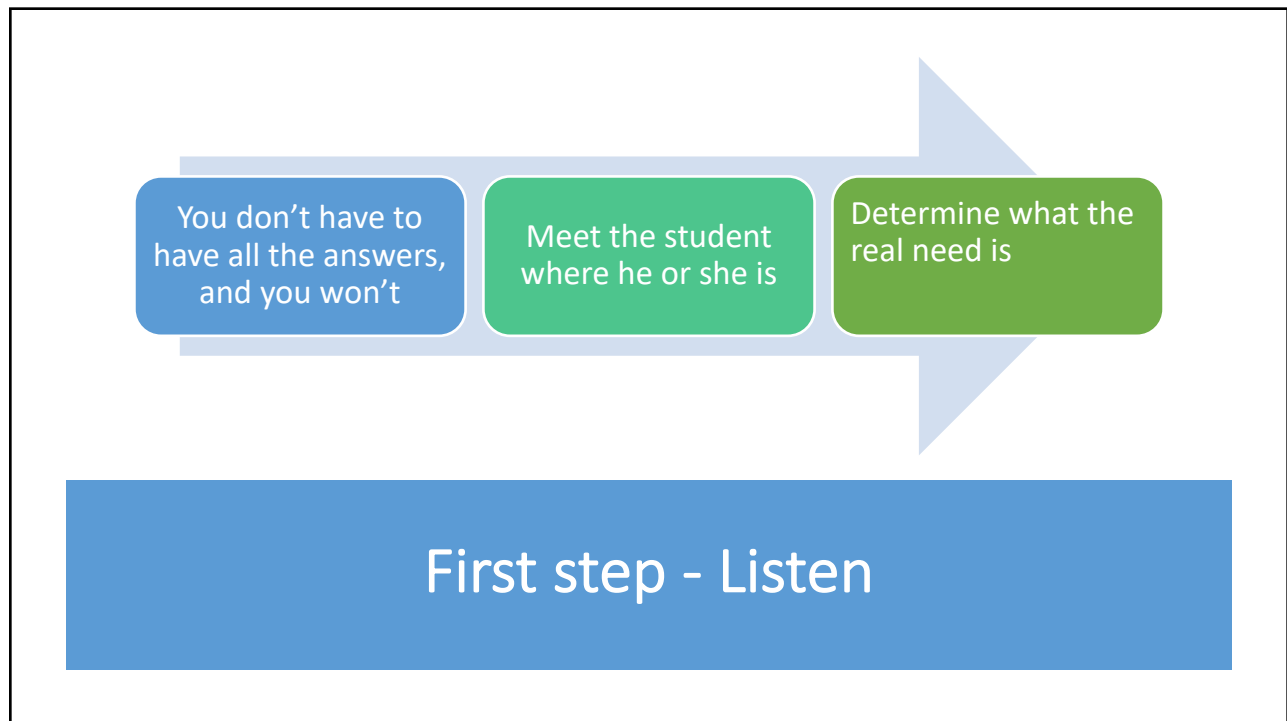 You don’t have to
have all the answers,
and you won’t
Meet the student
where he or she is
Determine what the
real need is
First step - Listen